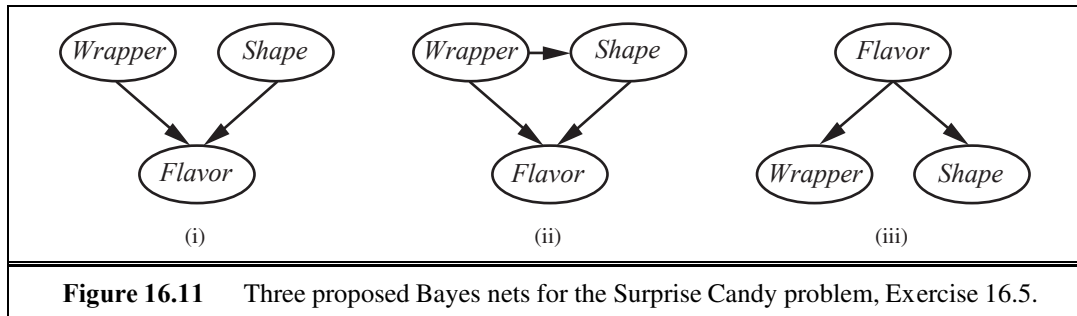 Wrapper Shape Wrapper Shape Flavor
Flavor Flavor Wrapper Shape
(i) (ii) (iii)
Figure 16.11 Three proposed Bayes nets for the Surprise Candy problem, Exercise 16.5.